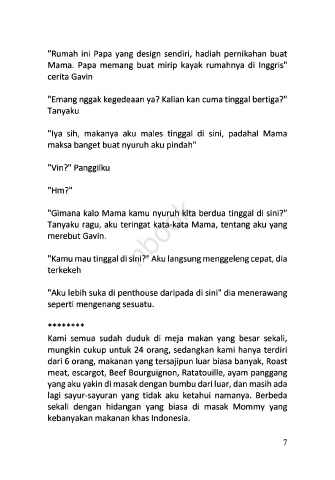 "Rumah ini Papa yang design sendiri, hadiah pernikahan buat
Mama. Papa memang buat mirip kayak rumahnya di Inggris"
cerita Gavin
"Emang nggak kegedeaan ya? Kalian kan cuma tinggal bertiga?"
Tanyaku
"Iya sih, makanya aku males tinggal di sini, padahal Mama
maksa banget buat nyuruh aku pindah"
"Vin?" Panggilku
"Hm?"
"Gimana kalo Mama kamu nyuruh kita berdua tinggal di sini?"
Tanyaku ragu, aku teringat kata-kata Mama, tentang aku yang
merebut Gavin.
"Kamu mau tinggal di sini?" Aku langsung menggeleng cepat, dia
terkekeh
"Aku lebih suka di penthouse daripada di sini" dia menerawang
seperti mengenang sesuatu.
********
Kami semua sudah duduk di meja makan yang besar sekali,
mungkin cukup untuk 24 orang, sedangkan kami hanya terdiri
dari 6 orang, makanan yang tersajipun luar biasa banyak, Roast
meat, escargot, Beef Bourguignon, Ratatouille, ayam panggang
yang aku yakin di masak dengan bumbu dari luar, dan masih ada
lagi sayur-sayuran yang tidak aku ketahui namanya. Berbeda
sekali dengan hidangan yang biasa di masak Mommy yang
kebanyakan makanan khas Indonesia.
7